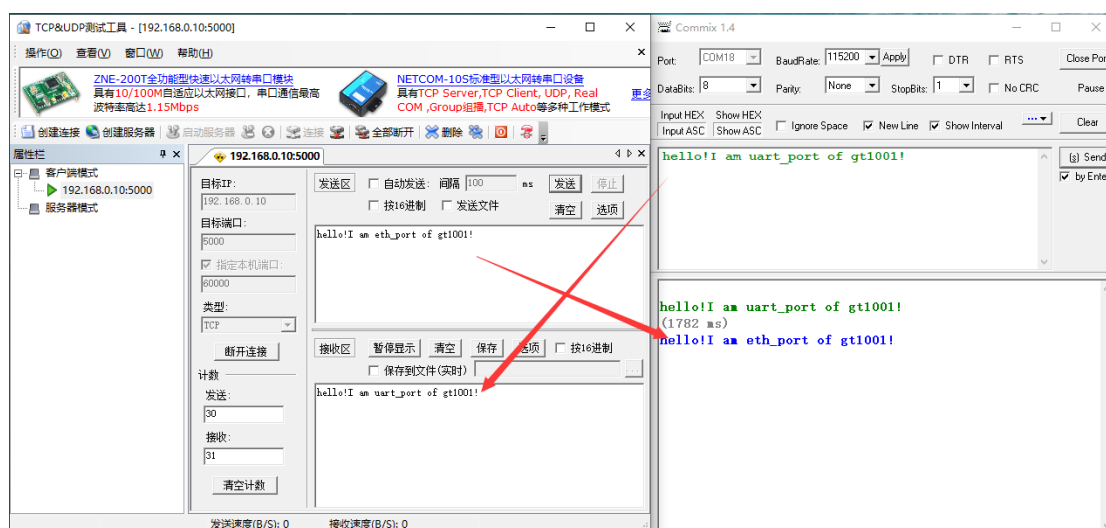 TCP&UDP测试工具 - [192.168.0.10:5000]
操作(O) 查看(V) 窗口(W) 帮助(H)
ZNE-200T全功能型快速以太网转串口模块
具有10/100M自适应以太网接口，串口通信最高
波特率高达1.15Mbps
NETCOM-10S标准型以太网转串口设备
具有TCP Server,TCP Client, UDP, Real
COM ,Group组播,TCP Auto等多种工作模式
更多
创建连接 创建服务器 启动服务器 连接 全部断开 删除
属性栏
客户端模式
192.168.0.10:5000
服务器模式
192.168.0.10:5000
目标IP:
192.168.0.10
目标端口:
5000
指定本机端口:
60000
类型:
TCP
断开连接
计数
发送:
30
接收:
31
清空计数
发送区 自动发送: 间隔 100 ms 发送 停止
按16进制 发送文件 清空 选项
hello!I am eth_port of gt1001!
接收区 暂停显示 清空 保存 选项 按16进制
保存到文件(实时) ...
hello!I am uart_port of gt1001!
发送速度(B/S): 0 接收速度(B/S): 0
Commix 1.4
Port: COM18 BaudRate: 115200 Apply DTR RTS Close Por
DataBits: 8 Parity: None StopBits: 1 No CRC Pause
Input HEX Show HEX
Input ASC Show ASC Ignore Space New Line Show Interval ... Clear
hello!I am uart_port of gt1001!
(s) Send
by Ente
hello!I am uart_port of gt1001!
(1782 ms)
hello!I am eth_port of gt1001!